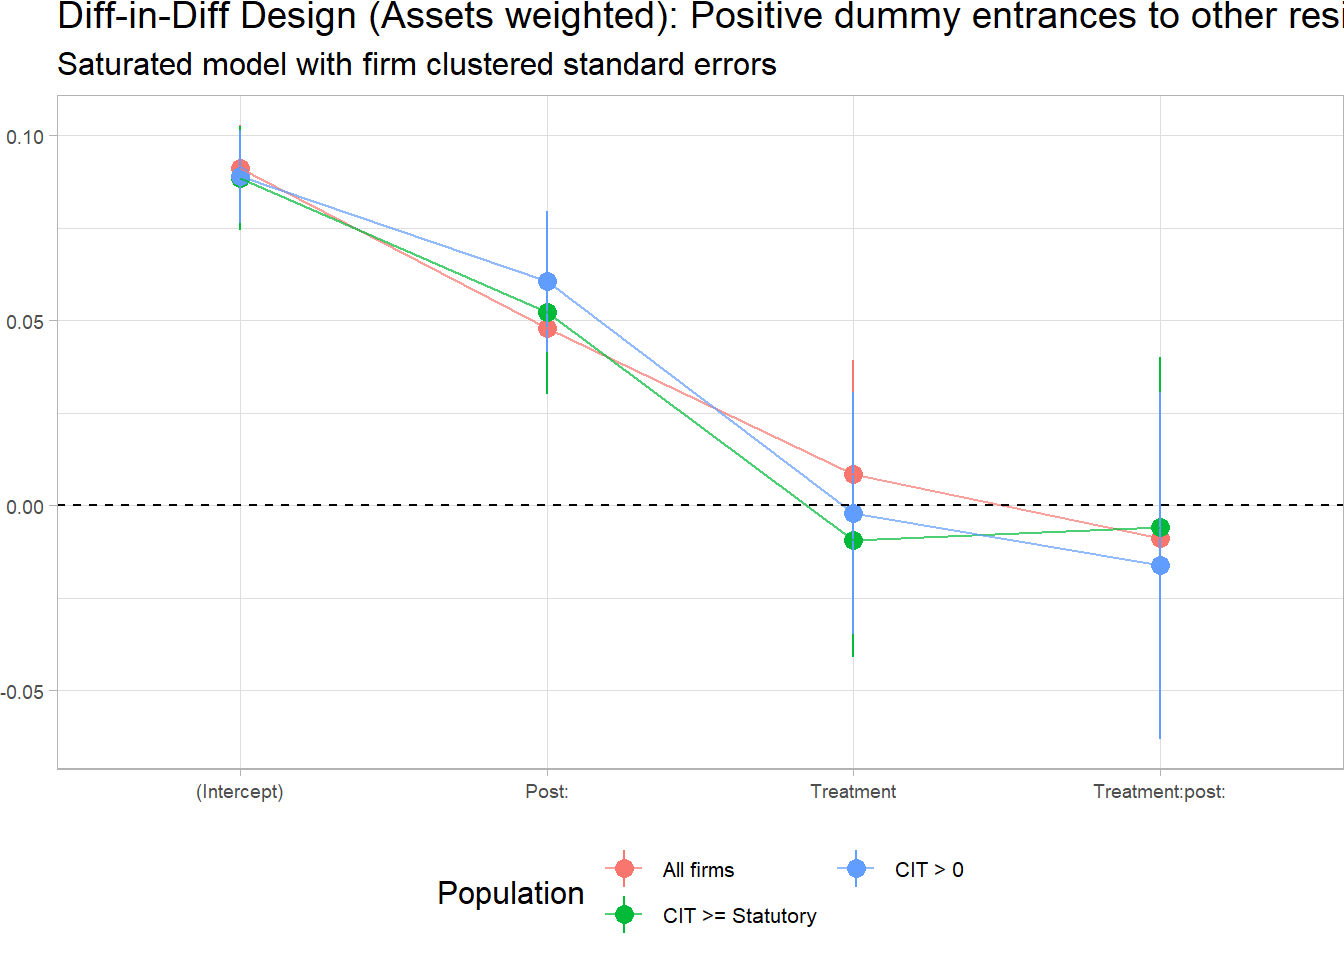 Diff-in-Diff Design (Assets weighted): Positive dummy entrances to other resi
Saturated model with firm clustered standard errors
0.10
0.05
0.00
-0.05
(Intercept) Post: Treatment Treatment:post:
Population
All firms
CIT > 0
CIT >= Statutory